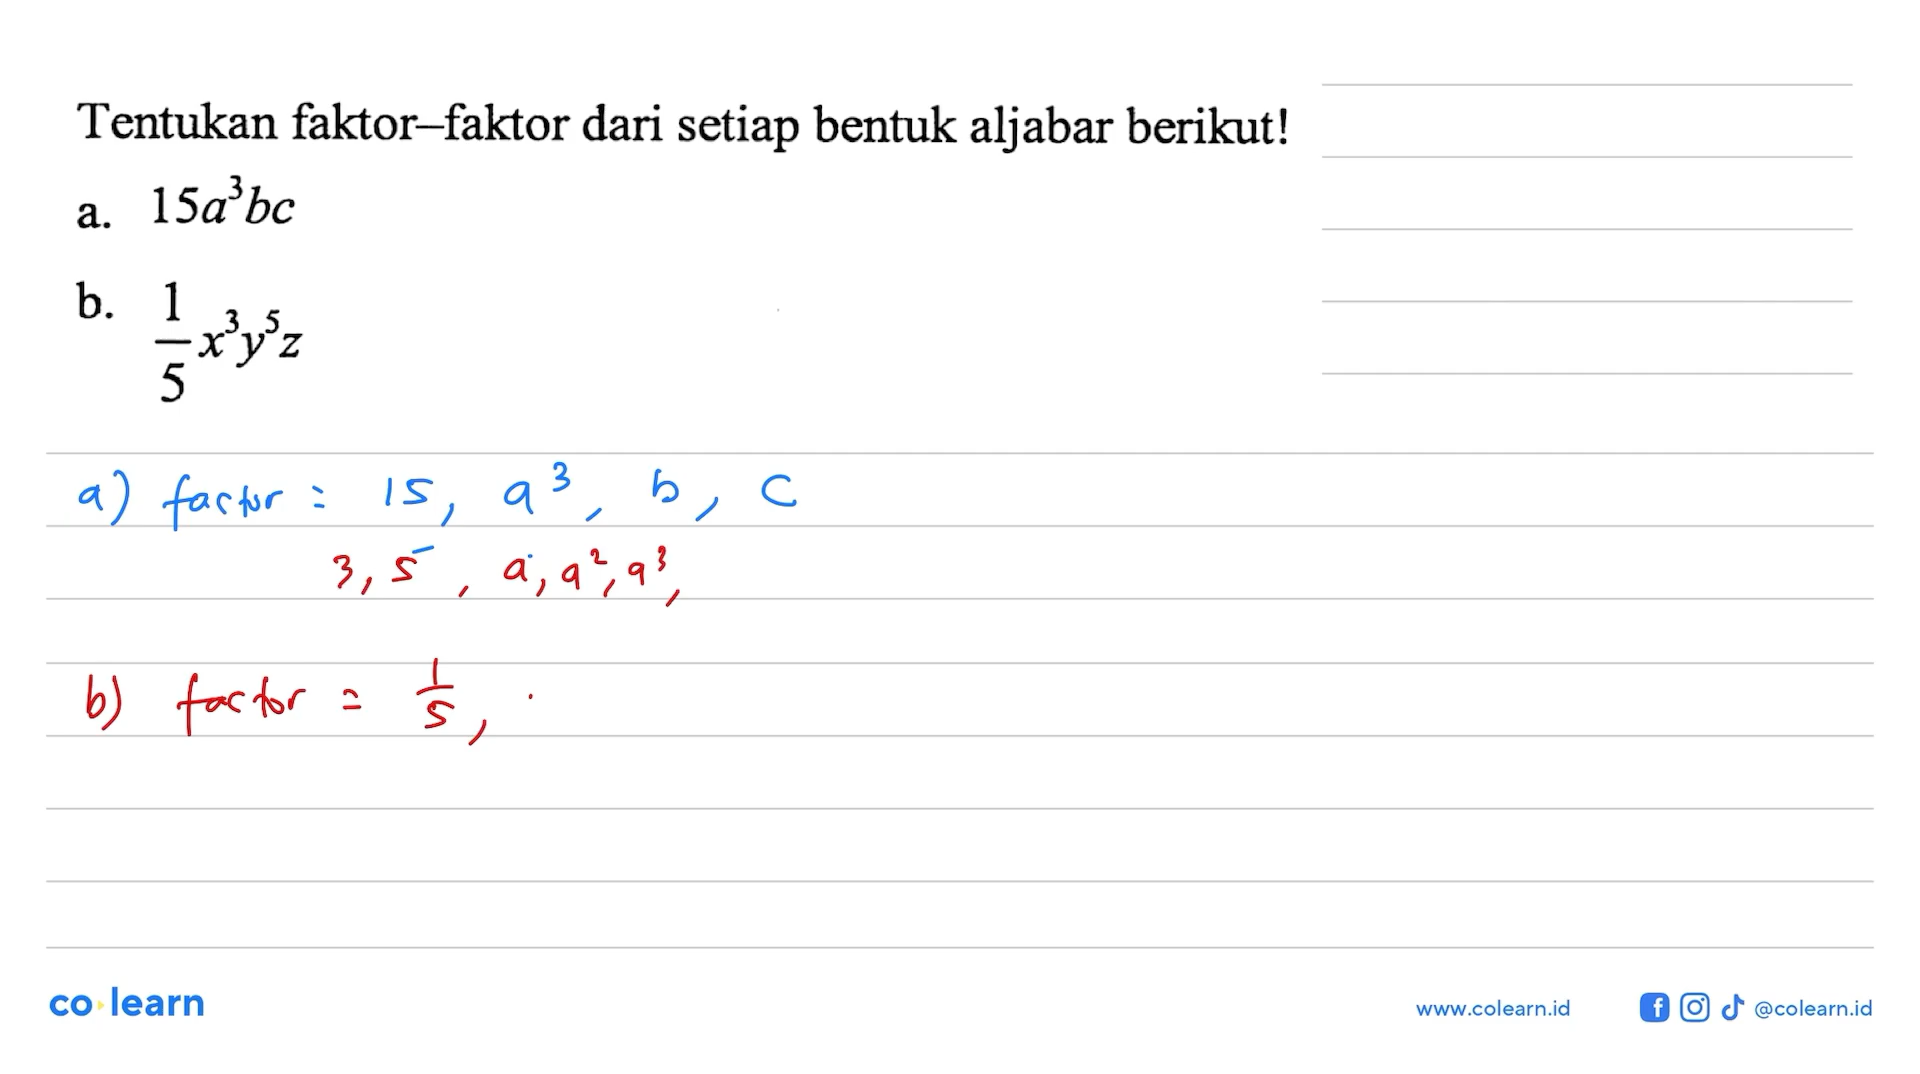 Tentukan faktor–faktor dari setiap bentuk aljabar berikut!
a. 15a³bc
b. 1/5 x³y⁵z
a) factor = 15, a³, b, c
3, 5, a, a², a³,
b) factor = 1/5,
co learn
www.colearn.id
@colearn.id